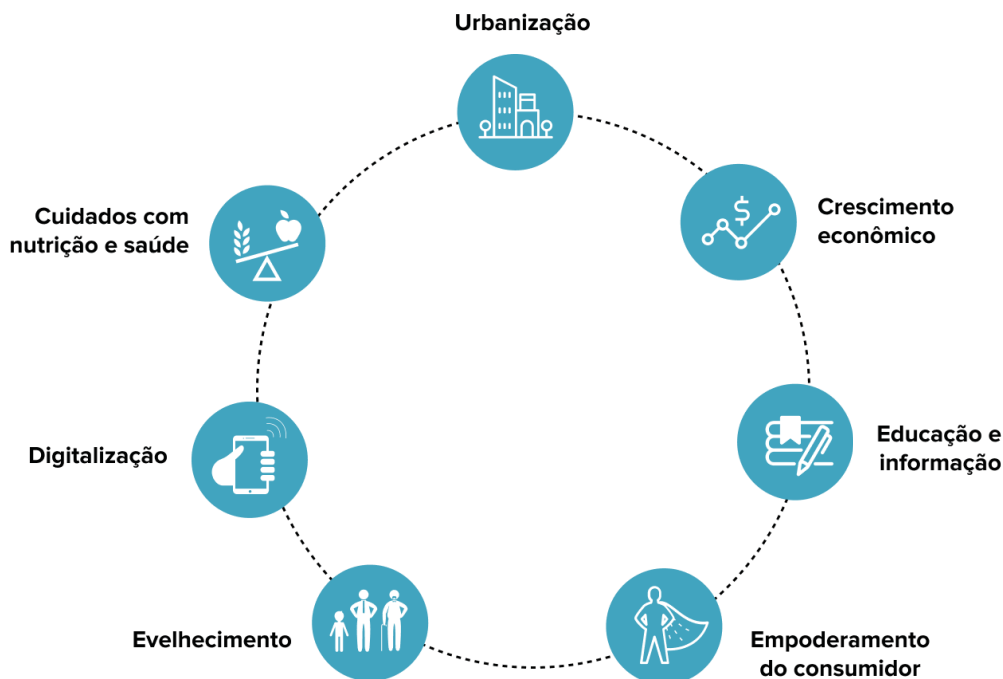 Urbanização
Crescimento
econômico
Educação e
informação
Empoderamento
do consumidor
Evelhecimento
Digitalização
Cuidados com
nutrição e saúde
$